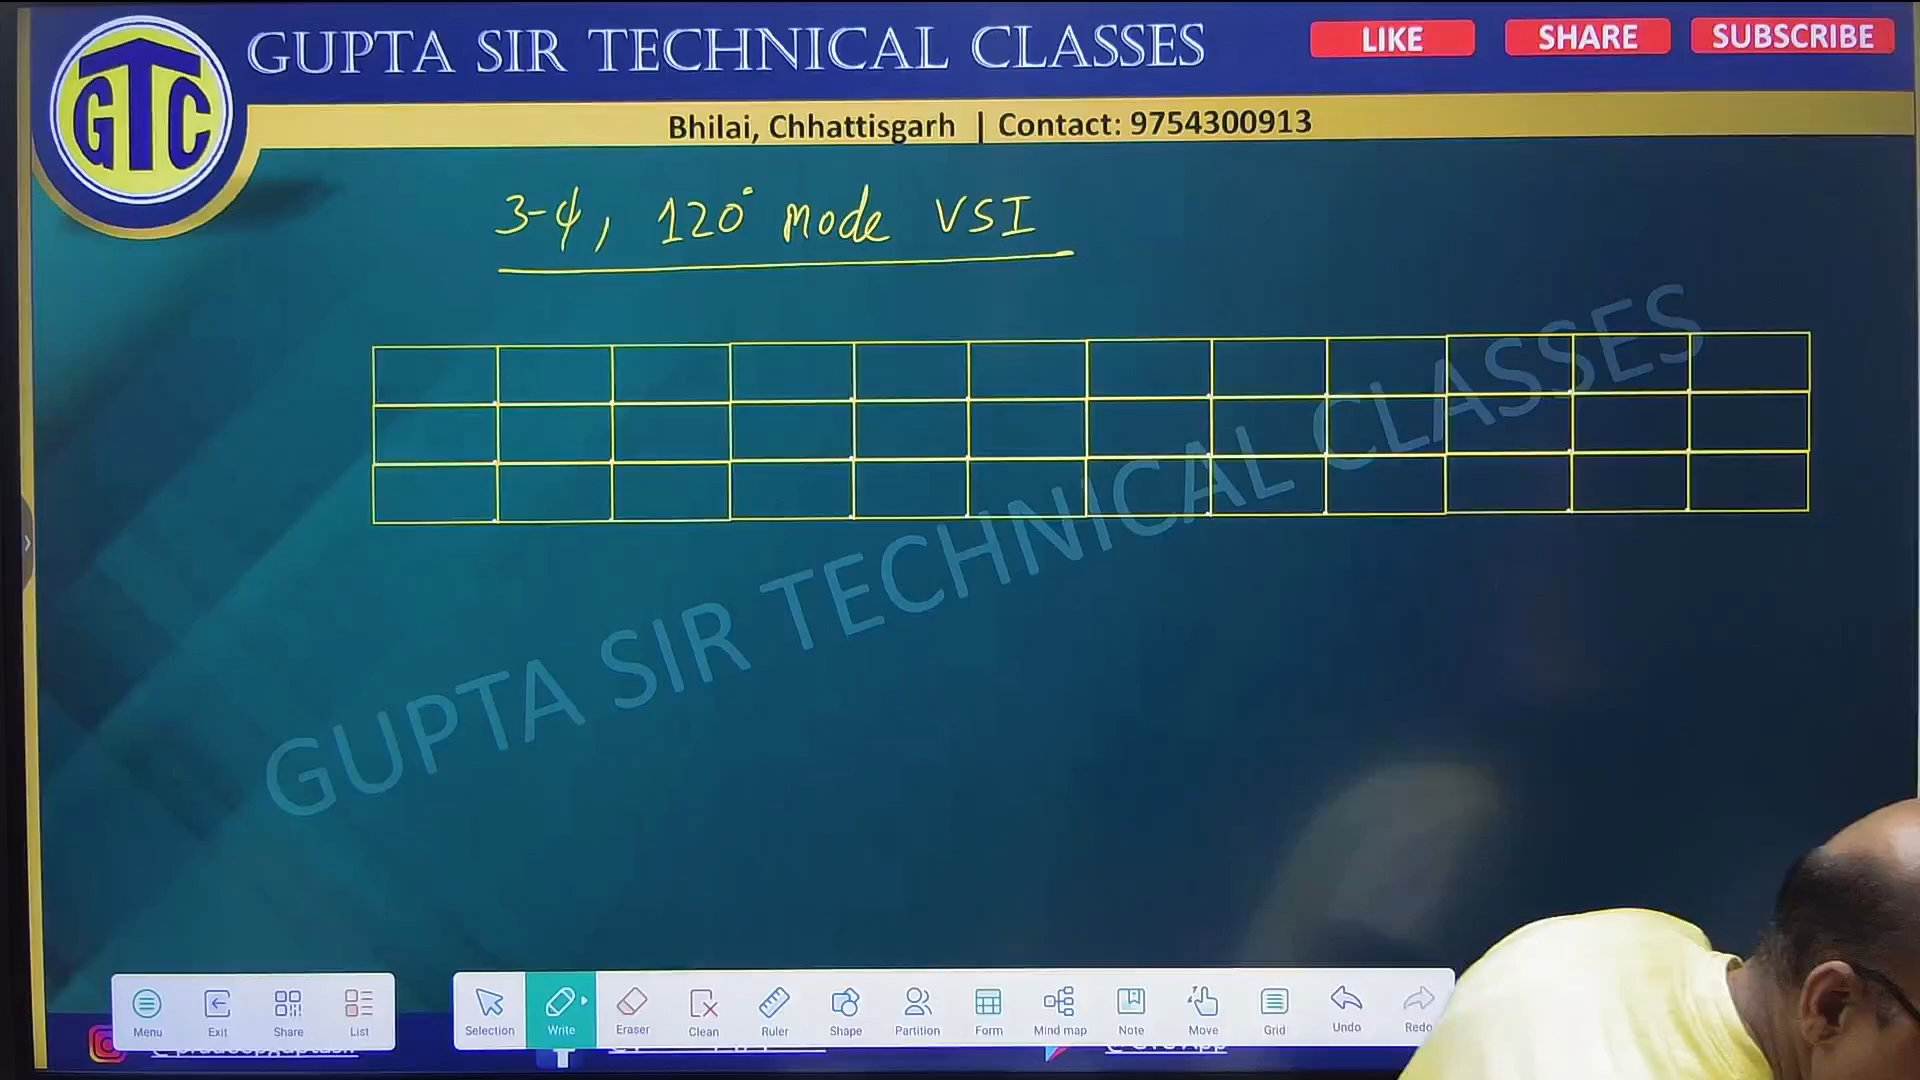 GTC GUPTA SIR TECHNICAL CLASSES
LIKE SHARE SUBSCRIBE
Bhilai, Chhattisgarh | Contact: 9754300913
3-ϕ, 120° mode VSI
GUPTA SIR TECHNICAL CLASSES
Menu Exit Share List
Selection Write Eraser Clean Ruler Shape Partition Form Mind map Note Move Grid Undo Redo